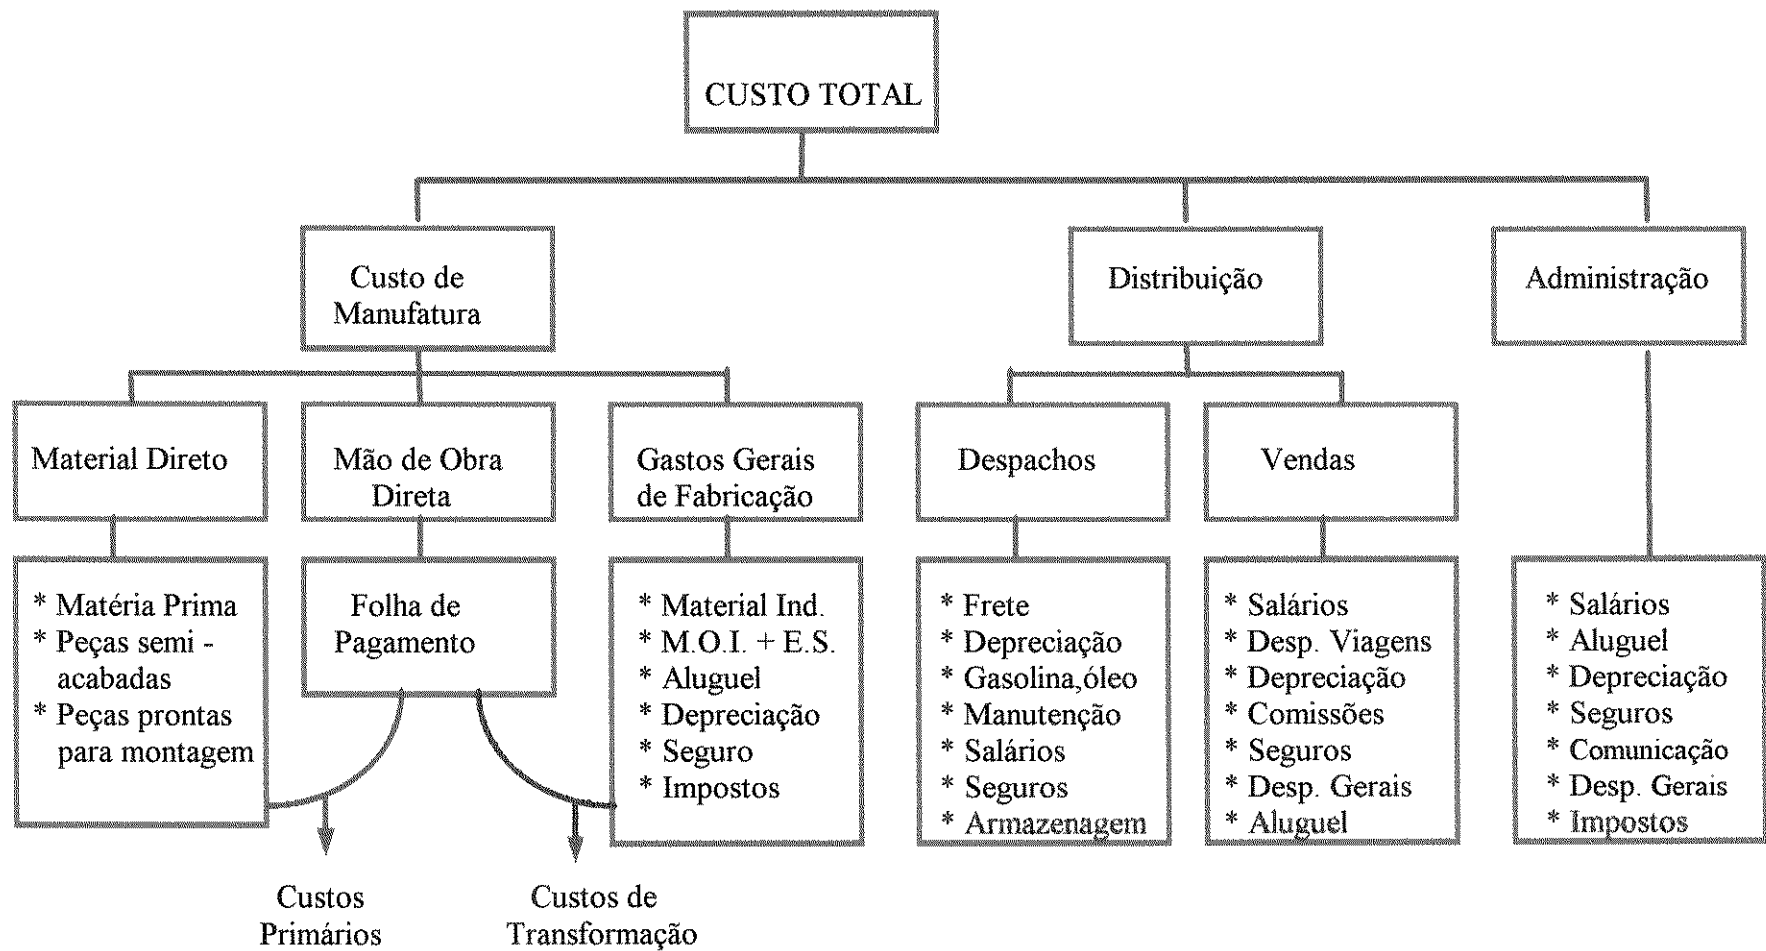 CUSTO TOTAL
Custo de
Manufatura
Distribuição
Administração
Material Direto
Mão de Obra
Direta
Gastos Gerais
de Fabricação
Despachos
Vendas
* Matéria Prima
* Peças semi -
acabadas
* Peças prontas
para montagem
Folha de
Pagamento
* Material Ind.
* M.O.I. + E.S.
* Aluguel
* Depreciação
* Seguro
* Impostos
* Frete
* Depreciação
* Gasolina,óleo
* Manutenção
* Salários
* Seguros
* Armazenagem
* Salários
* Desp. Viagens
* Depreciação
* Comissões
* Seguros
* Desp. Gerais
* Aluguel
* Salários
* Aluguel
* Depreciação
* Seguros
* Comunicação
* Desp. Gerais
* Impostos
Custos
Primários
Custos de
Transformação